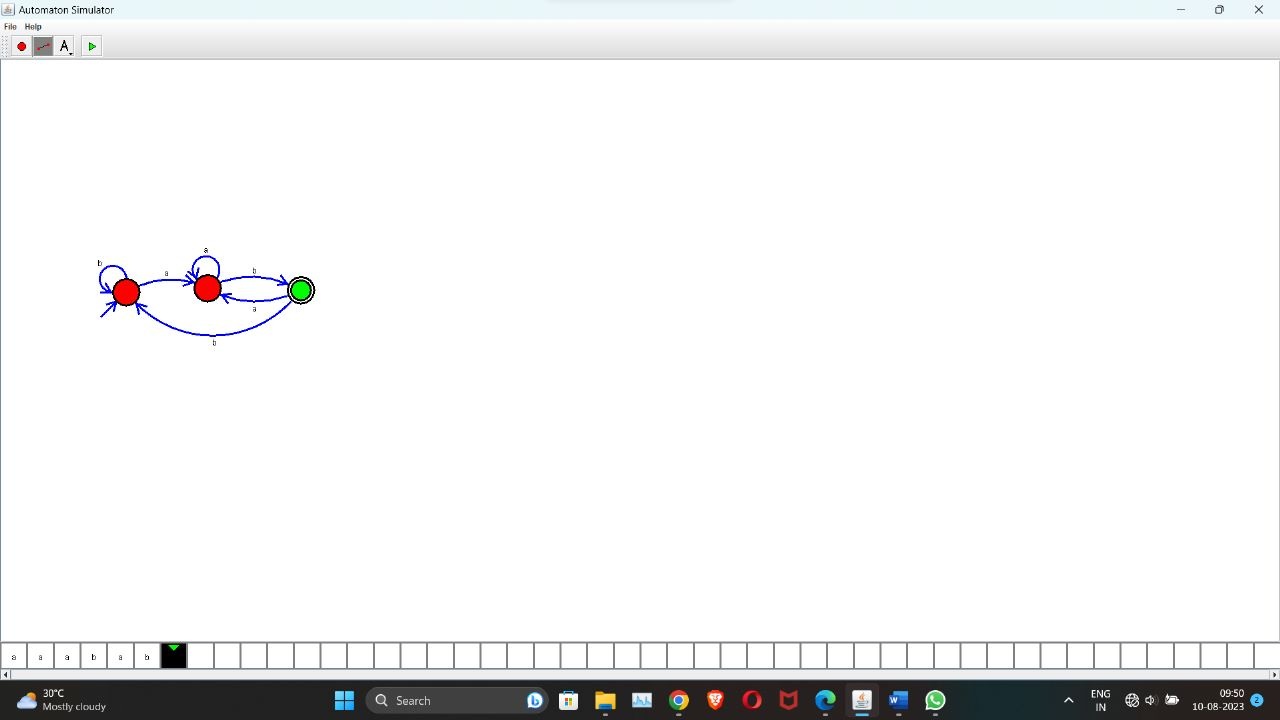 Automaton Simulator
File Help
A
a
b
a
b
a
b
a a a b a b
30°C
Mostly cloudy
Search
ENG
IN
09:50
10-08-2023
2